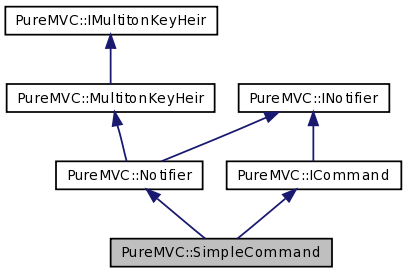 PureMVC::IMultitonKeyHeir
PureMVC::MultitonKeyHeir
PureMVC::INotifier
PureMVC::Notifier
PureMVC::ICommand
PureMVC::SimpleCommand